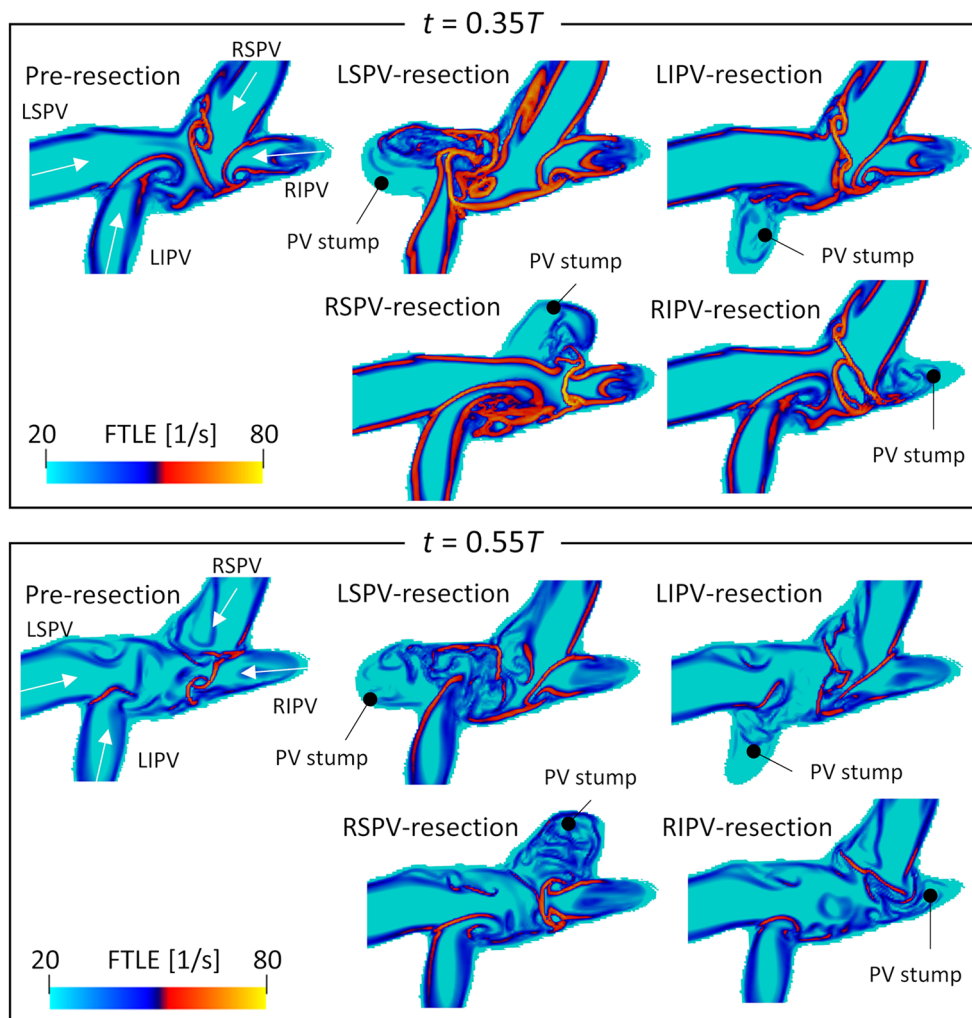 t = 0.35T
Pre-resection
RSPV
LSPV
RIPV
LIPV
LSPV-resection
PV stump
LIPV-resection
PV stump
RSPV-resection
PV stump
RIPV-resection
PV stump
20 FTLE [1/s] 80
t = 0.55T
Pre-resection
RSPV
LSPV
RIPV
LIPV
LSPV-resection
PV stump
LIPV-resection
PV stump
RSPV-resection
PV stump
RIPV-resection
PV stump
20 FTLE [1/s] 80